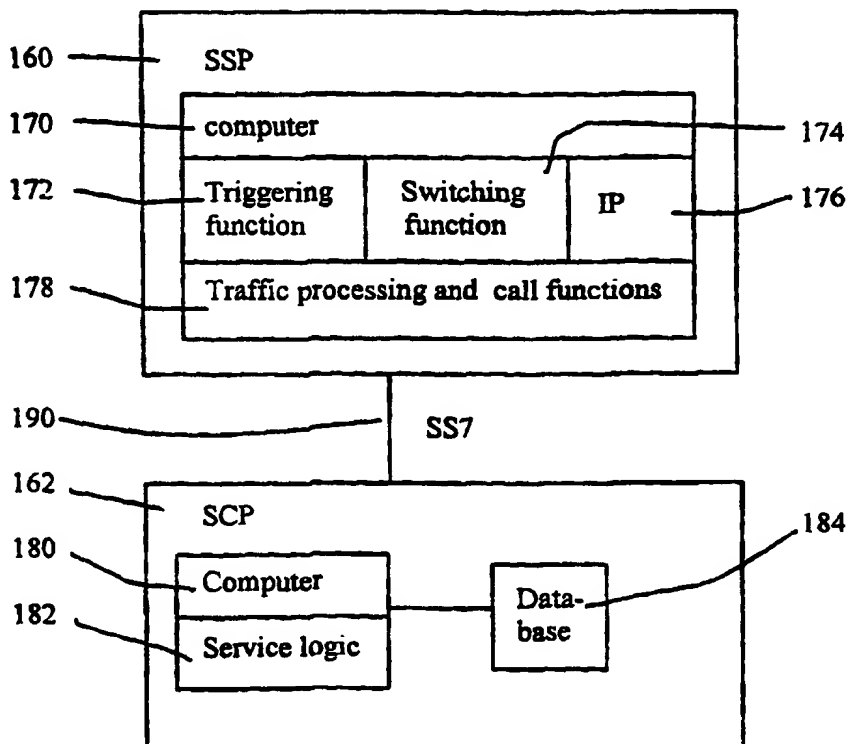 160
SSP
170
computer
174
172
Triggering
function
Switching
function
IP
176
178
Traffic processing and call functions
190
SS7
162
SCP
184
180
Computer
Data-
base
182
Service logic